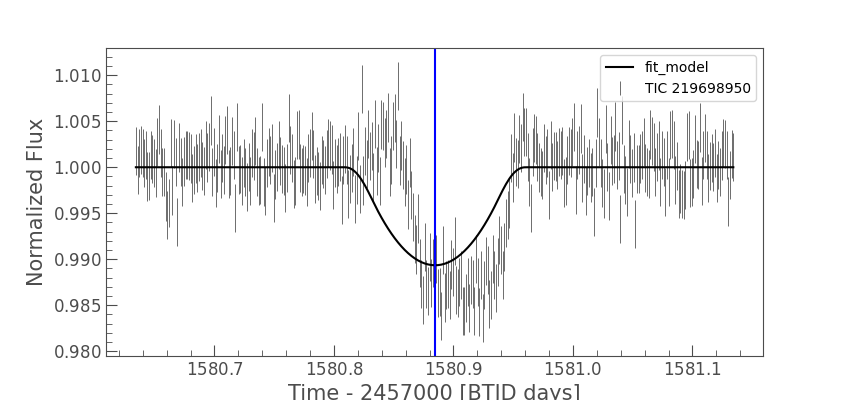 fit_model
TIC 219698950
1.010
1.005
1.000
0.995
0.990
0.985
0.980
Normalized Flux
1580.7 1580.8 1580.9 1581.0 1581.1
Time - 2457000 [BTJD days]